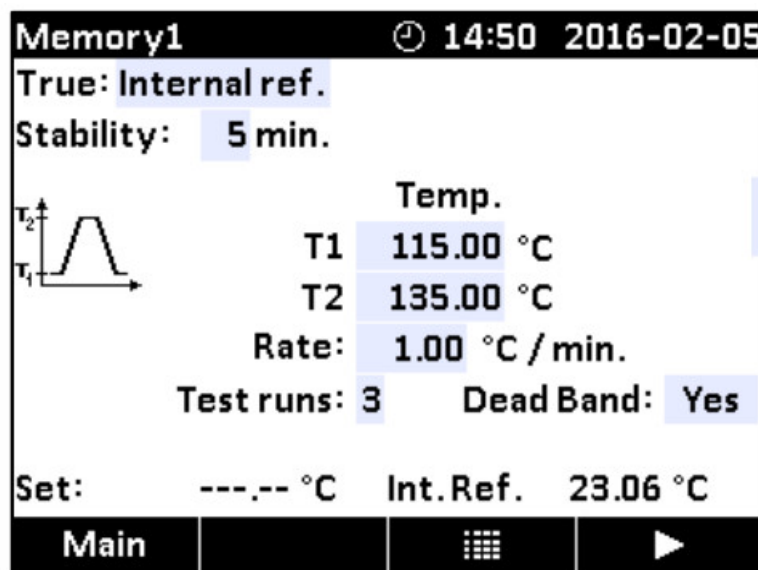 Memory1 14:50 2016-02-05
True: Internal ref.
Stability: 5 min.
Temp.
T2
T1 115.00 °C
T1
T2 135.00 °C
Rate: 1.00 °C / min.
Test runs: 3 Dead Band: Yes
Set: ---.-- °C Int. Ref. 23.06 °C
Main